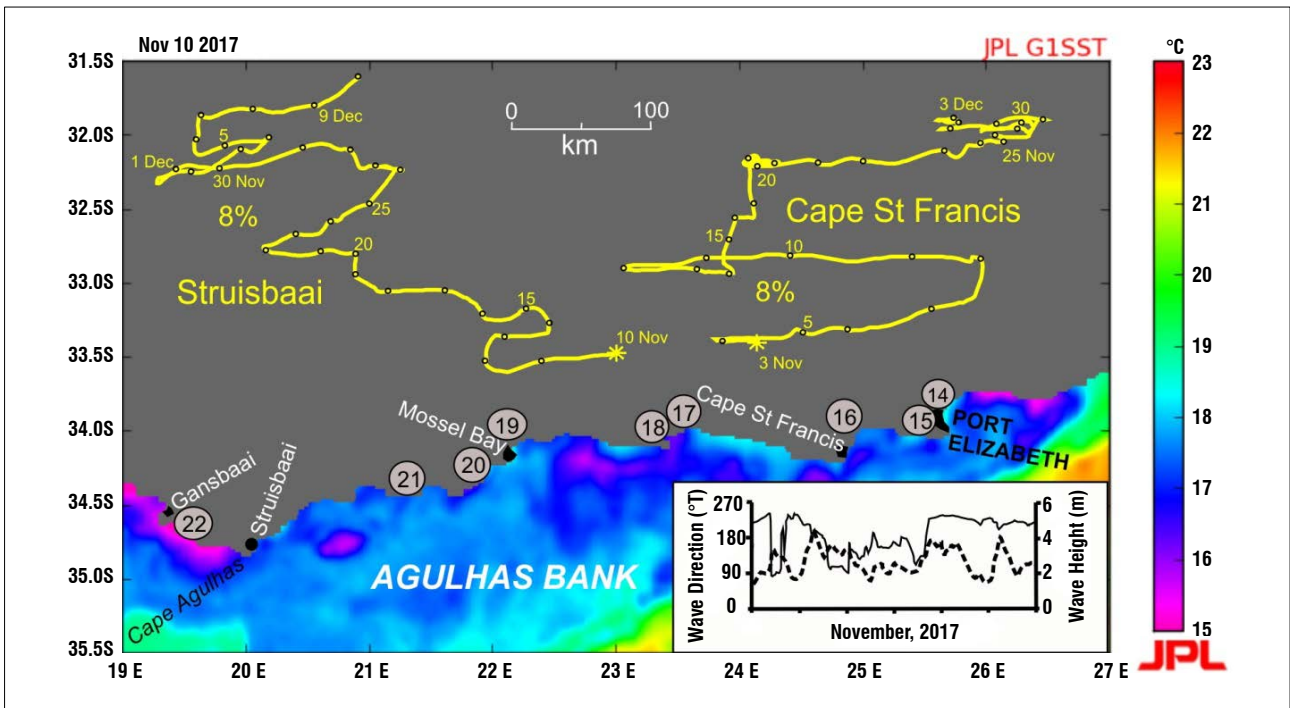 Nov 10 2017
JPL G1SST
°C
31.5S
32.0S
32.5S
33.0S
33.5S
34.0S
34.5S
35.0S
35.5S
23
22
21
20
19
18
17
16
15
0
100
km
9 Dec
5
1 Dec
30 Nov
25
8%
20
Struisbaai
15
10 Nov
3 Dec
30
25 Nov
20
Cape St Francis
15
10
8%
5
3 Nov
14
Cape St Francis
16
15
PORT
ELIZABETH
17
18
Mossel Bay
19
20
21
Gansbaai
22
Struisbaai
Cape Agulhas
AGULHAS BANK
Wave Direction (°T)
270
180
90
0
6
4
2
0
Wave Height (m)
November, 2017
19 E
20 E
21 E
22 E
23 E
24 E
25 E
26 E
27 E
JPL